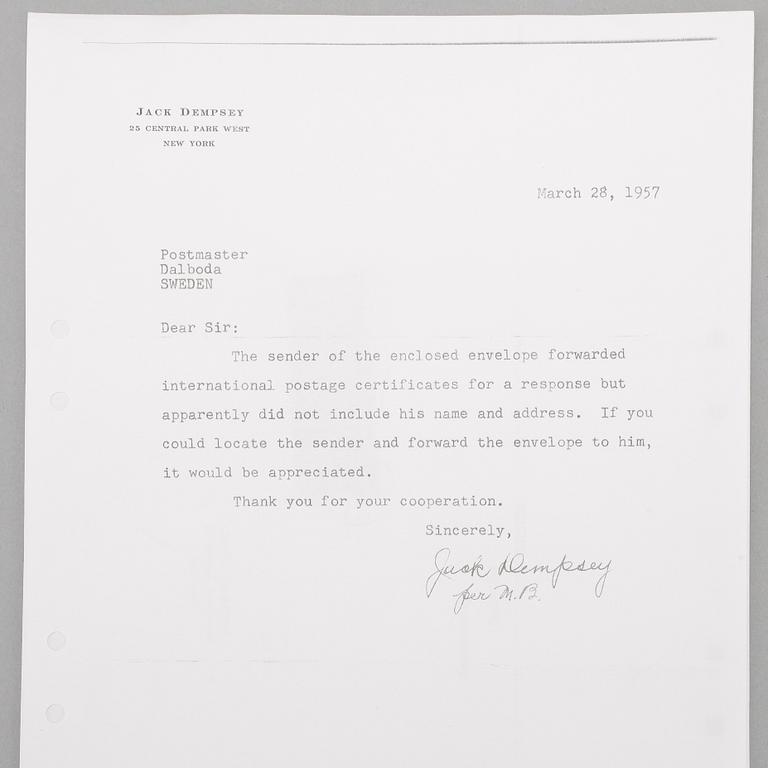 JACK DEMPSEY
25 CENTRAL PARK WEST
NEW YORK
March 28, 1957
Postmaster
Dalboda
SWEDEN
Dear Sir:
The sender of the enclosed envelope forwarded
international postage certificates for a response but
apparently did not include his name and address. If you
could locate the sender and forward the envelope to him,
it would be appreciated.
Thank you for your cooperation.
Sincerely,
Jack Dempsey
per M.B.